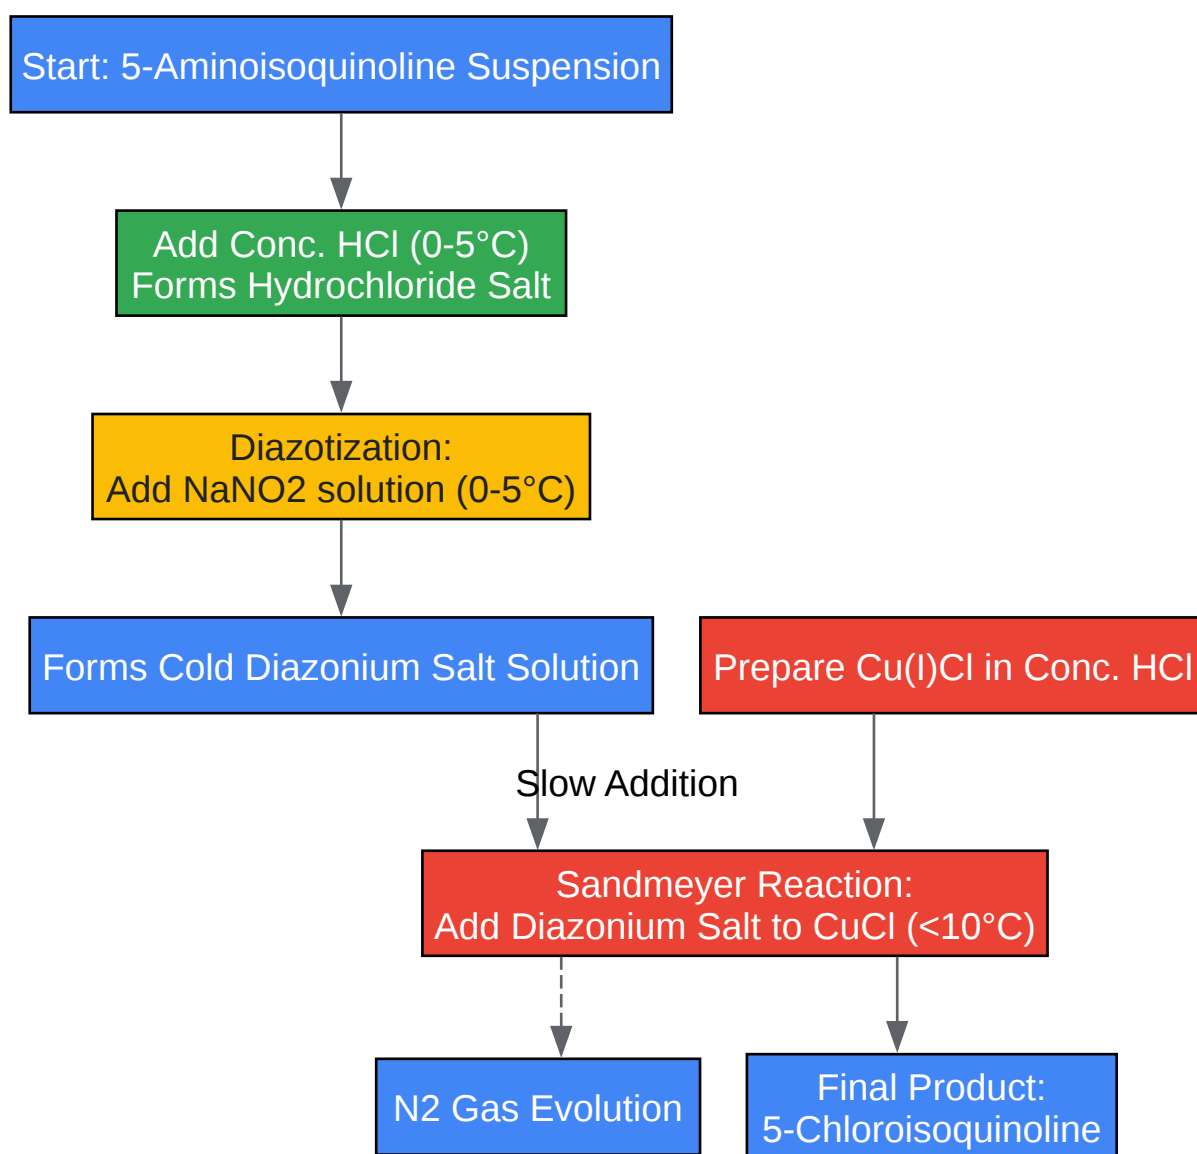 Start: 5-Aminoisoquinoline Suspension
Add Conc. HCl (0-5°C)
Forms Hydrochloride Salt
Diazotization:
Add NaNO2 solution (0-5°C)
Forms Cold Diazonium Salt Solution
Prepare Cu(I)Cl in Conc. HCl
Slow Addition
Sandmeyer Reaction:
Add Diazonium Salt to CuCl (<10°C)
N2 Gas Evolution
Final Product:
5-Chloroisoquinoline